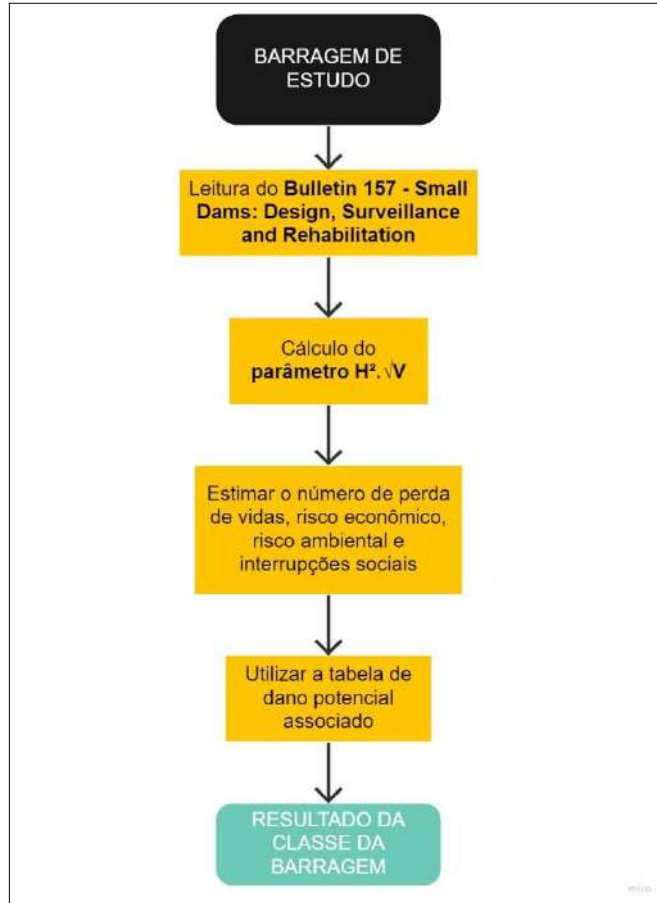 BARRAGEM DE
ESTUDO
Leitura do Bulletin 157 - Small
Dams: Design, Surveillance
and Rehabilitation
Cálculo do
parâmetro H².√V
Estimar o número de perda
de vidas, risco econômico,
risco ambiental e
interrupções sociais
Utilizar a tabela de
dano potencial
associado
RESULTADO DA
CLASSE DA
BARRAGEM
miro